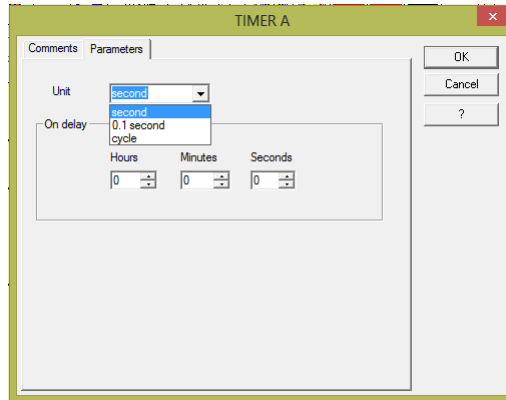 TIMER A
Comments Parameters
OK
Cancel
?
Unit second
second
0.1 second
cycle
On delay
Hours Minutes Seconds
0 0 0